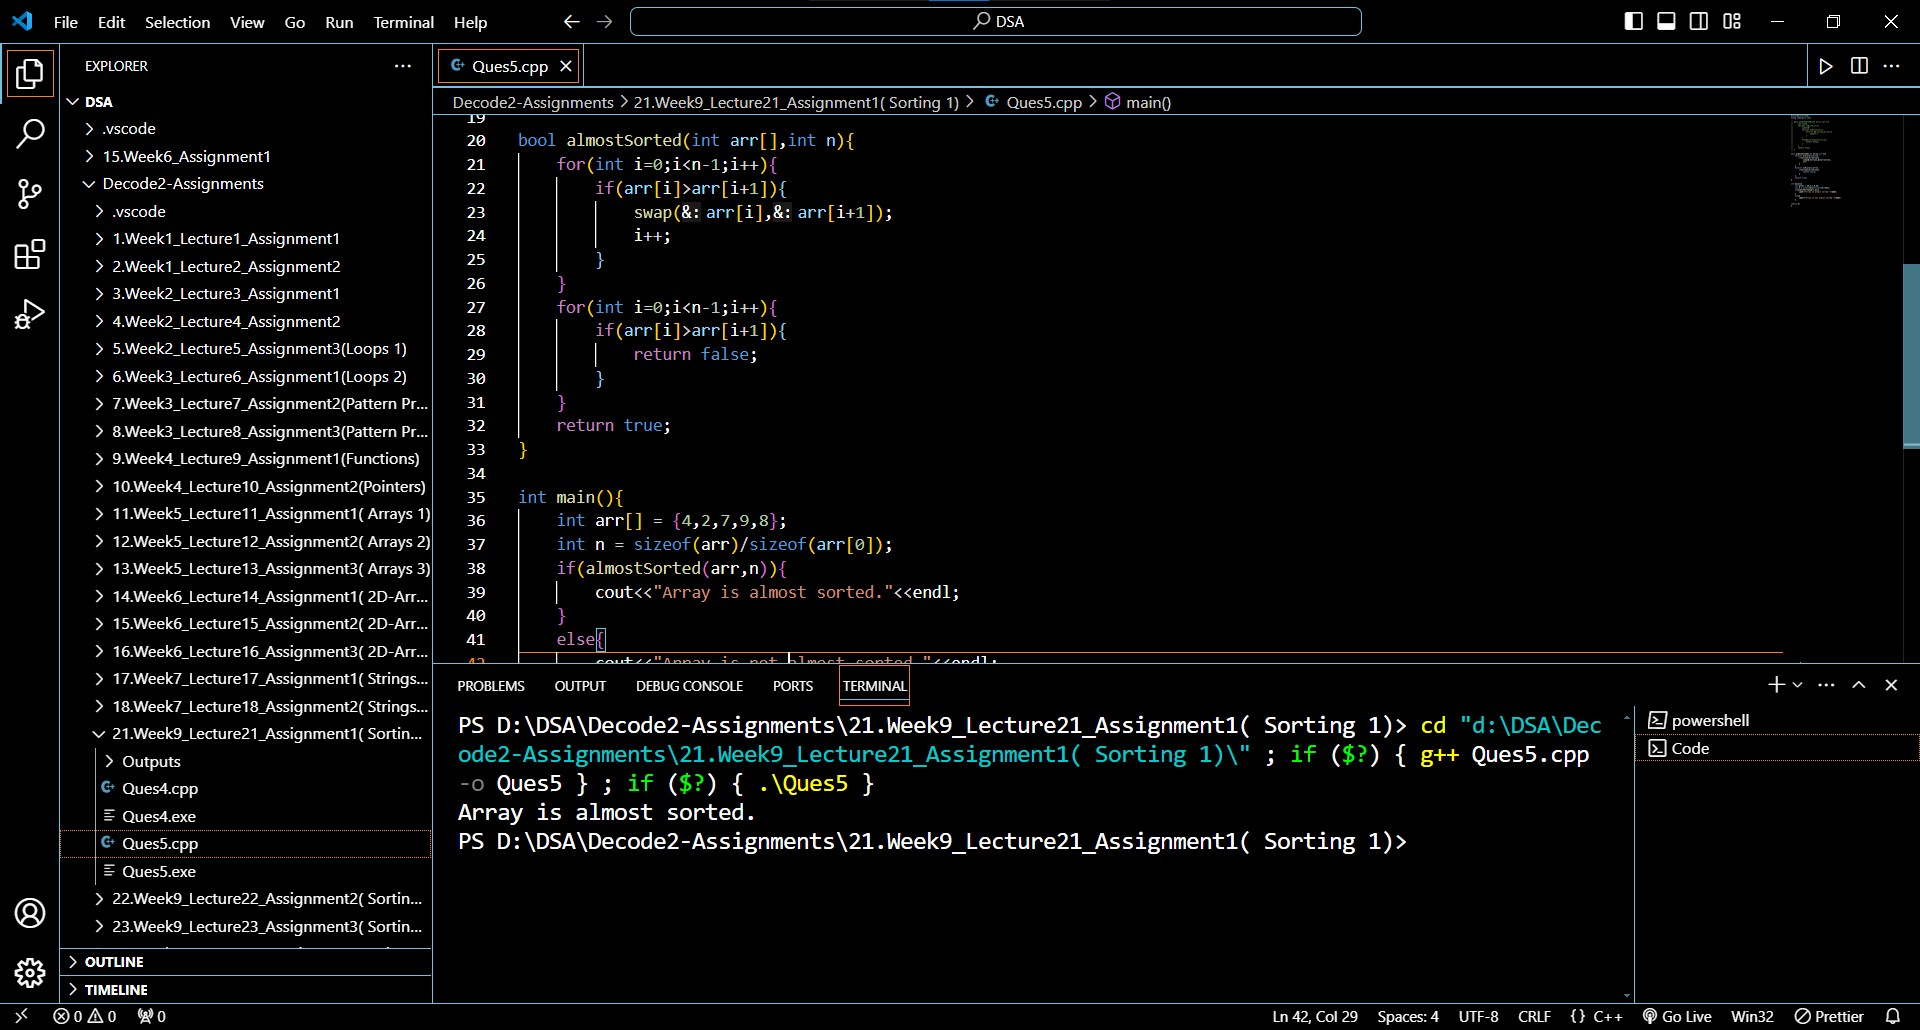 File Edit Selection View Go Run Terminal Help
DSA
EXPLORER
DSA
.vscode
15.Week6_Assignment1
Decode2-Assignments
.vscode
1.Week1_Lecture1_Assignment1
2.Week1_Lecture2_Assignment2
3.Week2_Lecture3_Assignment1
4.Week2_Lecture4_Assignment2
5.Week2_Lecture5_Assignment3(Loops 1)
6.Week3_Lecture6_Assignment1(Loops 2)
7.Week3_Lecture7_Assignment2(Pattern Pr...
8.Week3_Lecture8_Assignment3(Pattern Pr...
9.Week4_Lecture9_Assignment1(Functions)
10.Week4_Lecture10_Assignment2(Pointers)
11.Week5_Lecture11_Assignment1( Arrays 1)
12.Week5_Lecture12_Assignment2( Arrays 2)
13.Week5_Lecture13_Assignment3( Arrays 3)
14.Week6_Lecture14_Assignment1( 2D-Arr...
15.Week6_Lecture15_Assignment2( 2D-Arr...
16.Week6_Lecture16_Assignment3( 2D-Arr...
17.Week7_Lecture17_Assignment1( Strings...
18.Week7_Lecture18_Assignment2( Strings...
21.Week9_Lecture21_Assignment1( Sortin...
Outputs
Ques4.cpp
Ques4.exe
Ques5.cpp
Ques5.exe
22.Week9_Lecture22_Assignment2( Sortin...
23.Week9_Lecture23_Assignment3( Sortin...
OUTLINE
TIMELINE
Ques5.cpp
Decode2-Assignments > 21.Week9_Lecture21_Assignment1( Sorting 1) > Ques5.cpp > main()
19
20 bool almostSorted(int arr[],int n){
21 for(int i=0;i<n-1;i++){
22 if(arr[i]>arr[i+1]){
23 swap(&: arr[i],&: arr[i+1]);
24 i++;
25 }
26 }
27 for(int i=0;i<n-1;i++){
28 if(arr[i]>arr[i+1]){
29 return false;
30 }
31 }
32 return true;
33 }
34
35 int main(){
36 int arr[] = {4,2,7,9,8};
37 int n = sizeof(arr)/sizeof(arr[0]);
38 if(almostSorted(arr,n)){
39 cout<<"Array is almost sorted."<<endl;
40 }
41 else{
42 cout<<"Array is not almost sorted."<<endl;
PROBLEMS OUTPUT DEBUG CONSOLE PORTS TERMINAL
PS D:\DSA\Decode2-Assignments\21.Week9_Lecture21_Assignment1( Sorting 1)> cd "d:\DSA\Dec
ode2-Assignments\21.Week9_Lecture21_Assignment1( Sorting 1)\" ; if ($?) { g++ Ques5.cpp
-o Ques5 } ; if ($?) { .\Ques5 }
Array is almost sorted.
PS D:\DSA\Decode2-Assignments\21.Week9_Lecture21_Assignment1( Sorting 1)>
powershell
Code
0 0 0
Ln 42, Col 29 Spaces: 4 UTF-8 CRLF {} C++ Go Live Win32 Prettier